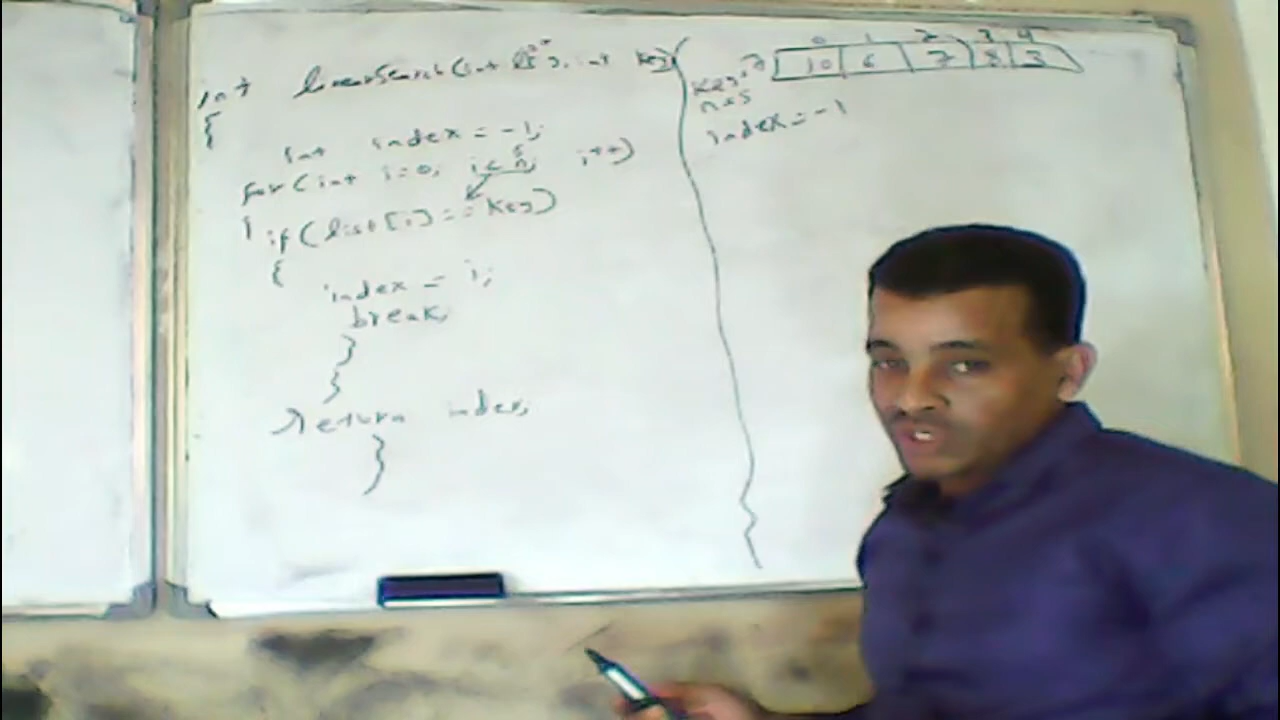 int linearSearch(int list[], int key)
{
int index = -1;
for(int i=0; i<n; i++)
{
if(list[i]==key)
{
index = i;
break;
}
}
return index;
}
0 1 2 3 4
10 6 7 8 3
key=7
n=5
index=-1